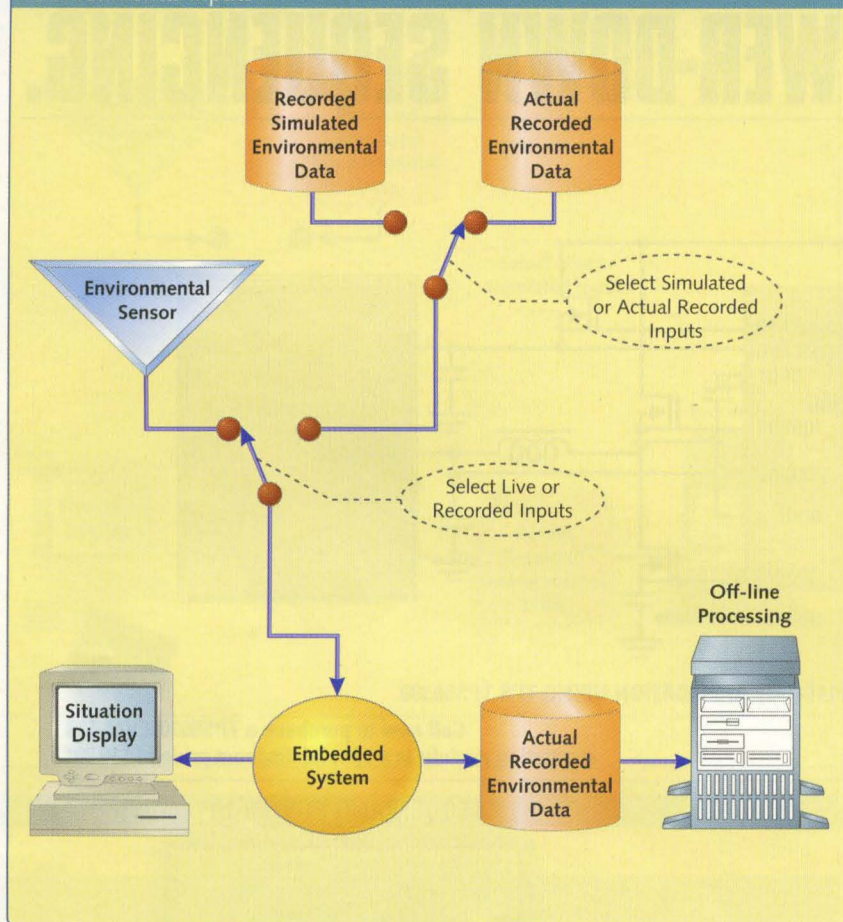 Recorded
Simulated
Environmental
Data
Actual
Recorded
Environmental
Data
Environmental
Sensor
Select Simulated
or Actual Recorded
Inputs
Select Live or
Recorded Inputs
Off-line
Processing
Situation
Display
Embedded
System
Actual
Recorded
Environmental
Data